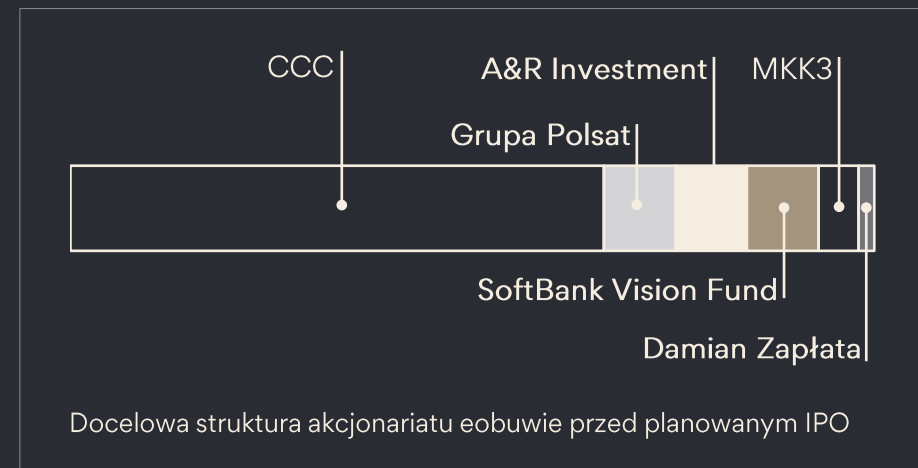 CCC
A&R Investment
MKK3
Grupa Polsat
SoftBank Vision Fund
Damian Zapłata
Docelowa struktura akcjonariatu eobuwie przed planowanym IPO